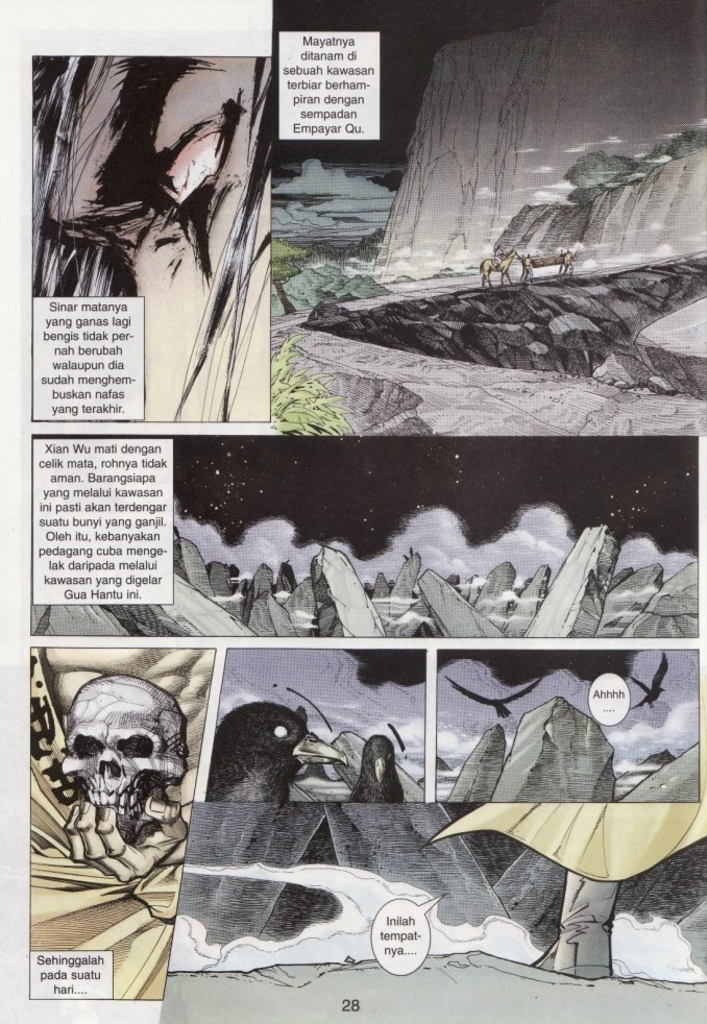 Sinar matanya
yang ganas lagi
bengis tidak per-
nah berubah
walaupun dia
sudah menghem-
buskan nafas
yang terakhir.
Mayatnya
ditanam di
sebuah kawasan
terbiar berham-
piran dengan
sempadan
Empayar Qu.
Xian Wu mati dengan
celik mata, rohnya tidak
aman. Barangsiapa
yang melalui kawasan
ini pasti akan terdengar
suatu bunyi yang ganjil.
Oleh itu, kebanyakan
pedagang cuba menge-
lak daripada melalui
kawasan yang digelar
Gua Hantu ini.
Sehinggalah
pada suatu
hari....
Ahhhh
....
Inilah
tempat-
nya....
28